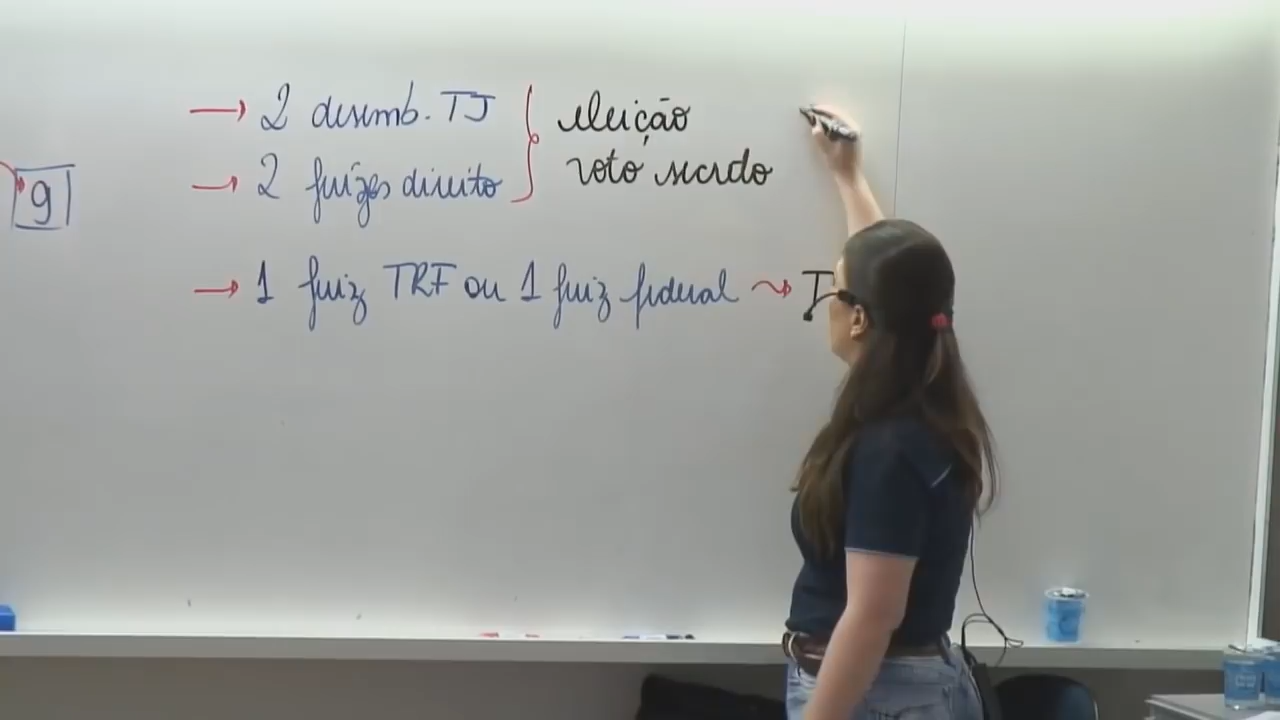 → 2 desemb. TJ } eleição
9
→ 2 juízes direito voto secreto
→ 1 juiz TRF ou 1 juiz federal → T